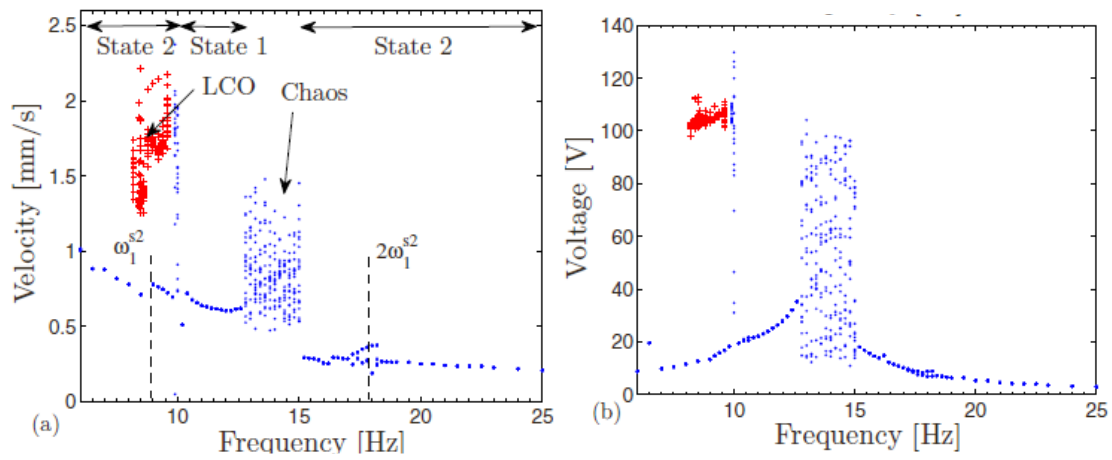 2.5
2
1.5
1
0.5
0
State 2
State 1
State 2
LCO
Chaos
ω₁ˢ²
2ω₁ˢ²
Velocity [mm/s]
10
15
20
25
Frequency [Hz]
(a)
140
120
100
80
60
40
20
0
Voltage [V]
10
15
20
25
Frequency [Hz]
(b)